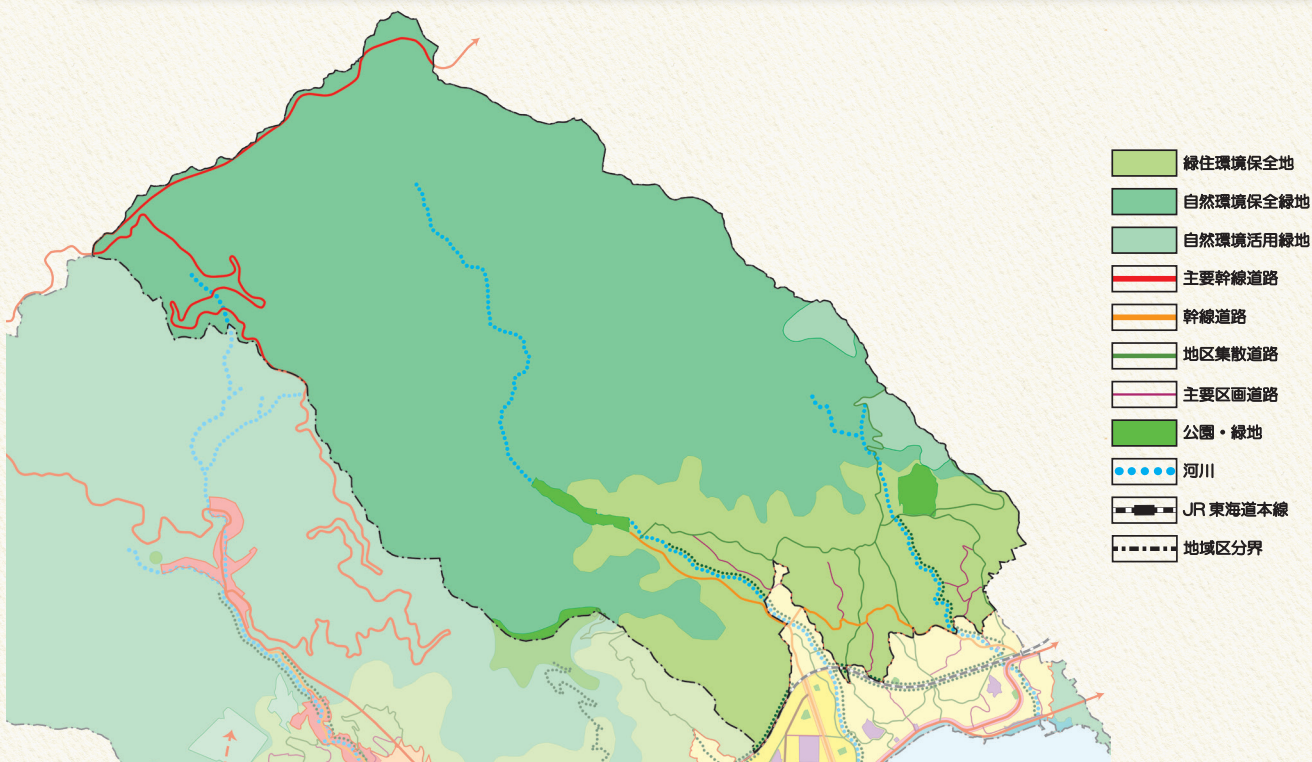 緑住環境保全地
自然環境保全緑地
自然環境活用緑地
主要幹線道路
幹線道路
地区集散道路
主要区画道路
公園・緑地
河川
JR東海道本線
地域区分界